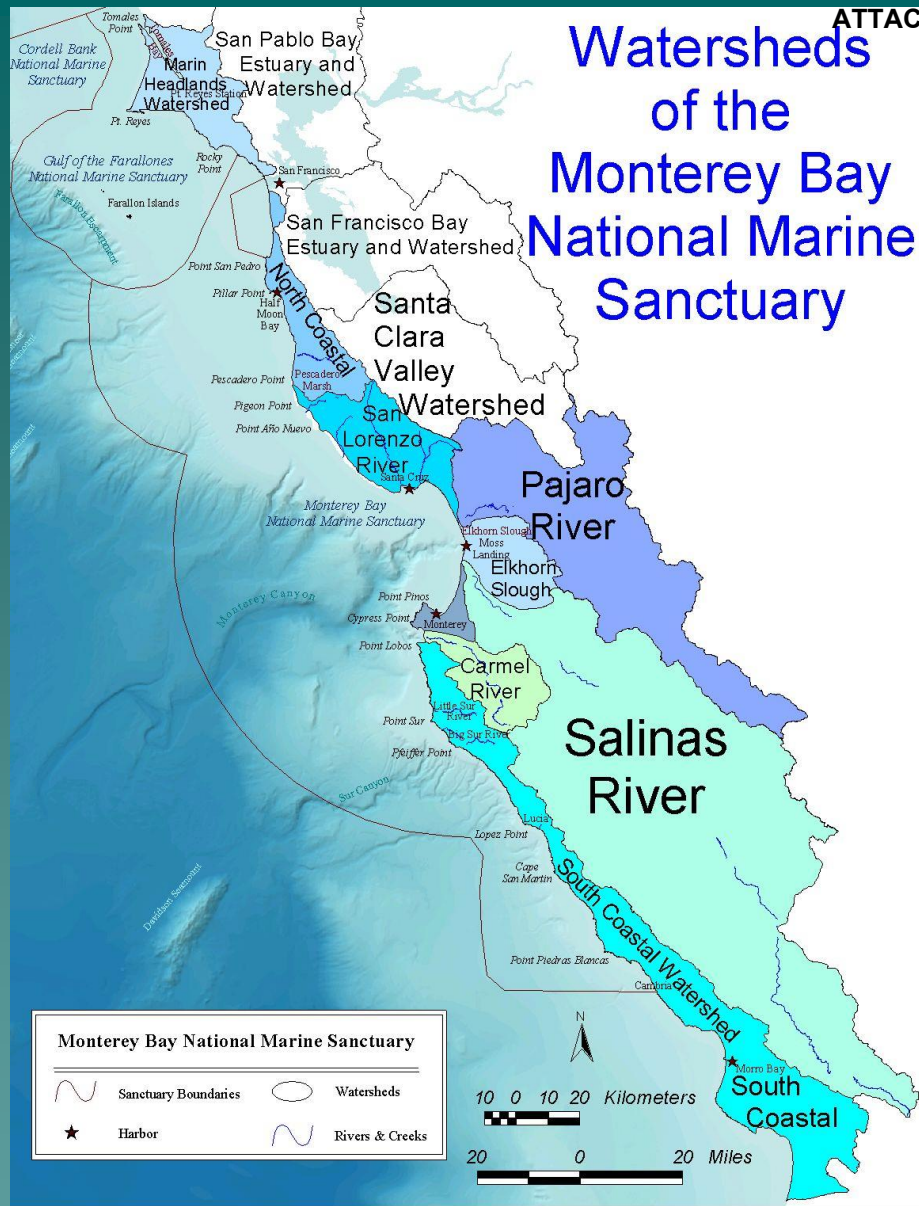 ATTAC
Watersheds
of the
Monterey Bay
National Marine
Sanctuary
Tomales
Point
Tomales
Bay
Cordell Bank
National Marine
Sanctuary
San Pablo Bay
Estuary and
Watershed
Marin
Headlands
Watershed
Pt. Reyes Station
Pt. Reyes
Gulf of the Farallones
National Marine Sanctuary
Rocky
Point
San Francisco
Farallon Islands
Farallon Escarpment
San Francisco Bay
Estuary and Watershed
Point San Pedro
North Coastal
Pillar Point
Half
Moon
Bay
Santa
Clara
Valley
Watershed
Pescadero Point
Pescadero
Marsh
Pigeon Point
Point Año Nuevo
San
Lorenzo
River
Santa Cruz
Pajaro
River
Monterey Bay
National Marine Sanctuary
Elkhorn Slough
Moss
Landing
Elkhorn
Slough
Monterey Canyon
Point Pinos
Cypress Point
Monterey
Point Lobos
Carmel
River
Little Sur
River
Point Sur
Big Sur River
Pfeiffer Point
Salinas
River
Sur Canyon
Lucia
Lopez Point
Cape
San Martin
South Coastal Watershed
Davidson Seamount
Point Piedras Blancas
Cambria
Morro Bay
South
Coastal
Monterey Bay National Marine Sanctuary
Sanctuary Boundaries
Watersheds
Harbor
Rivers & Creeks
N
10 0 10 20 Kilometers
20 0 20 Miles